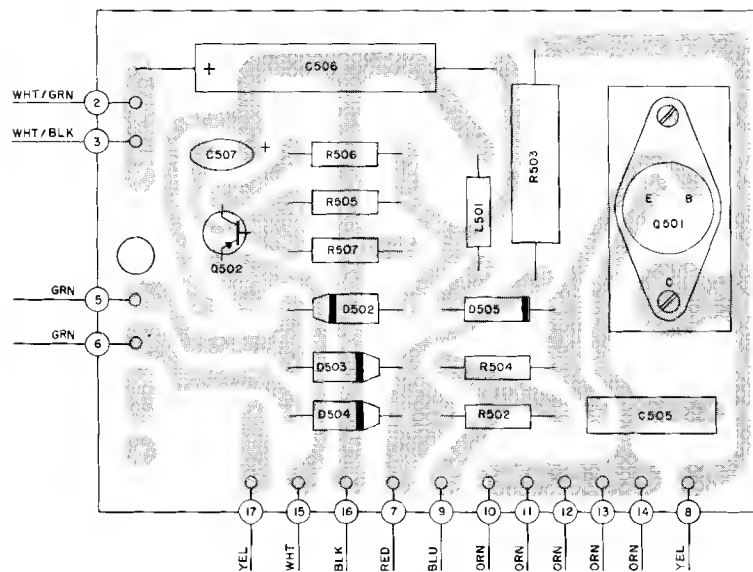 C506
+
WHT/GRN
2
WHT/BLK
3
C507
+
R506
R503
R505
L501
E B
Q501
Q502
R507
C
GRN
5
D502
D505
GRN
6
D503
R504
D504
R502
C505
17 15 16 7 9 10 11 12 13 14 8
YEL WHT BLK RED BLU ORN ORN ORN ORN ORN YEL